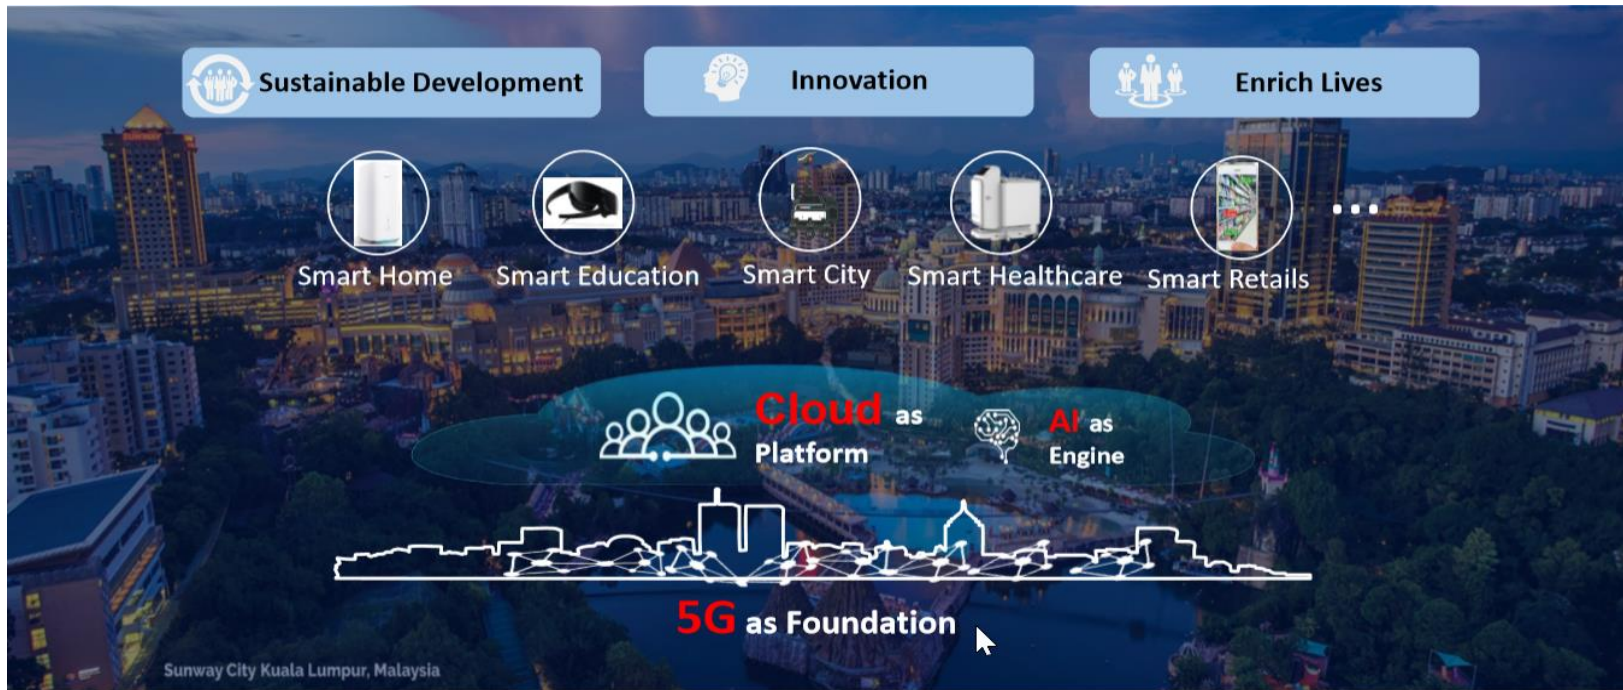 Sustainable Development
Innovation
Enrich Lives
Smart Home
Smart Education
Smart City
Smart Healthcare
Smart Retails
...
Cloud as
Platform
AI as
Engine
5G as Foundation
Sunway City Kuala Lumpur, Malaysia